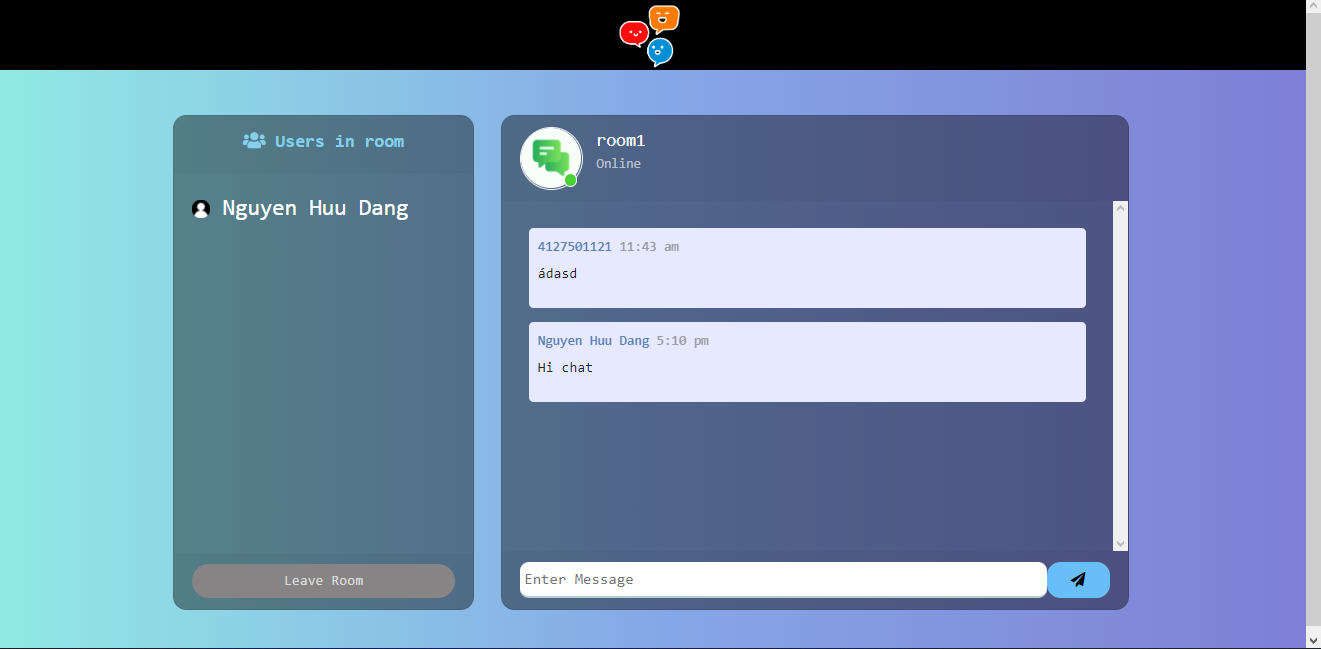 Users in room
Nguyen Huu Dang
Leave Room
room1
Online
4127501121 11:43 am
ádasd
Nguyen Huu Dang 5:10 pm
Hi chat
Enter Message